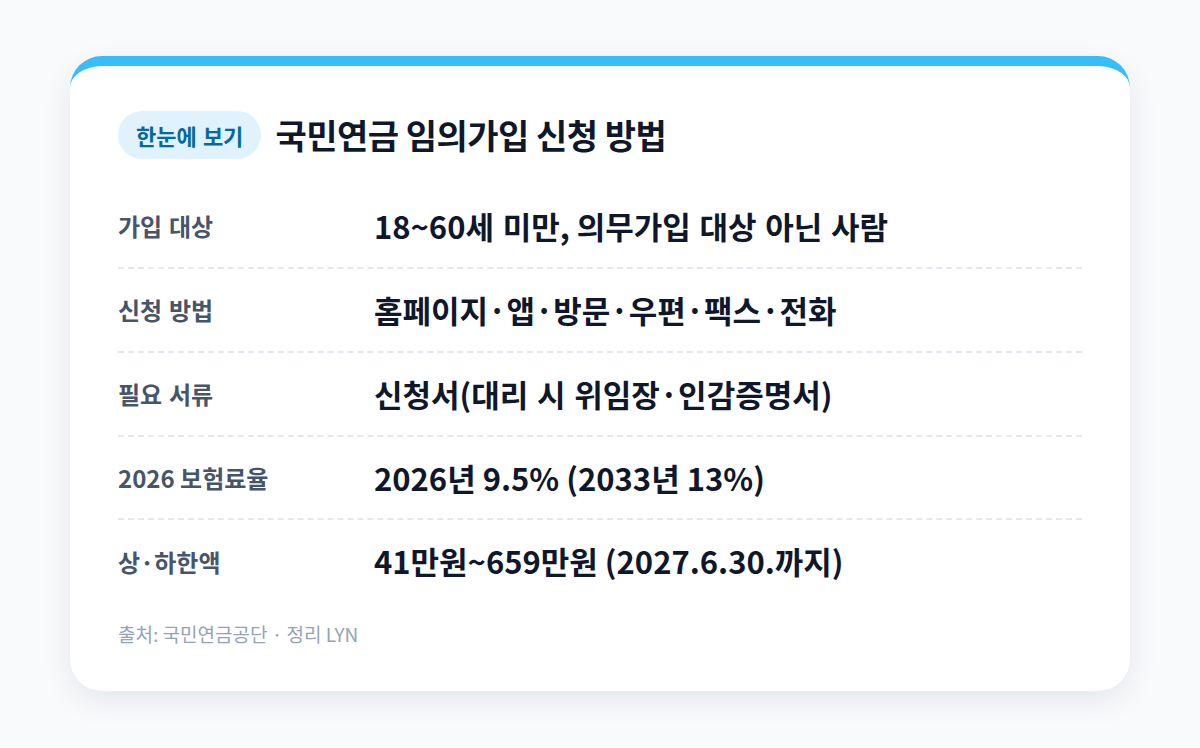 한눈에 보기 국민연금 임의가입 신청 방법
가입 대상 18~60세 미만, 의무가입 대상 아닌 사람
신청 방법 홈페이지·앱·방문·우편·팩스·전화
필요 서류 신청서(대리 시 위임장·인감증명서)
2026 보험료율 2026년 9.5% (2033년 13%)
상·하한액 41만원~659만원 (2027.6.30.까지)
출처: 국민연금공단 · 정리 LYN